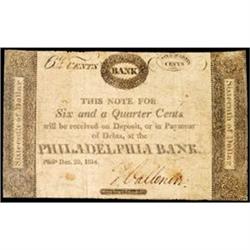 6¼ CENTS
BANK
CENTS
THIS NOTE FOR
Six and a Quarter Cents
will be received on Deposit, or in Payment
of Debts, at the
PHILADELPHIA BANK.
Philª Dec. 20, 1814.
Sixteenth of Dollar
Sixteenth of a Dollar